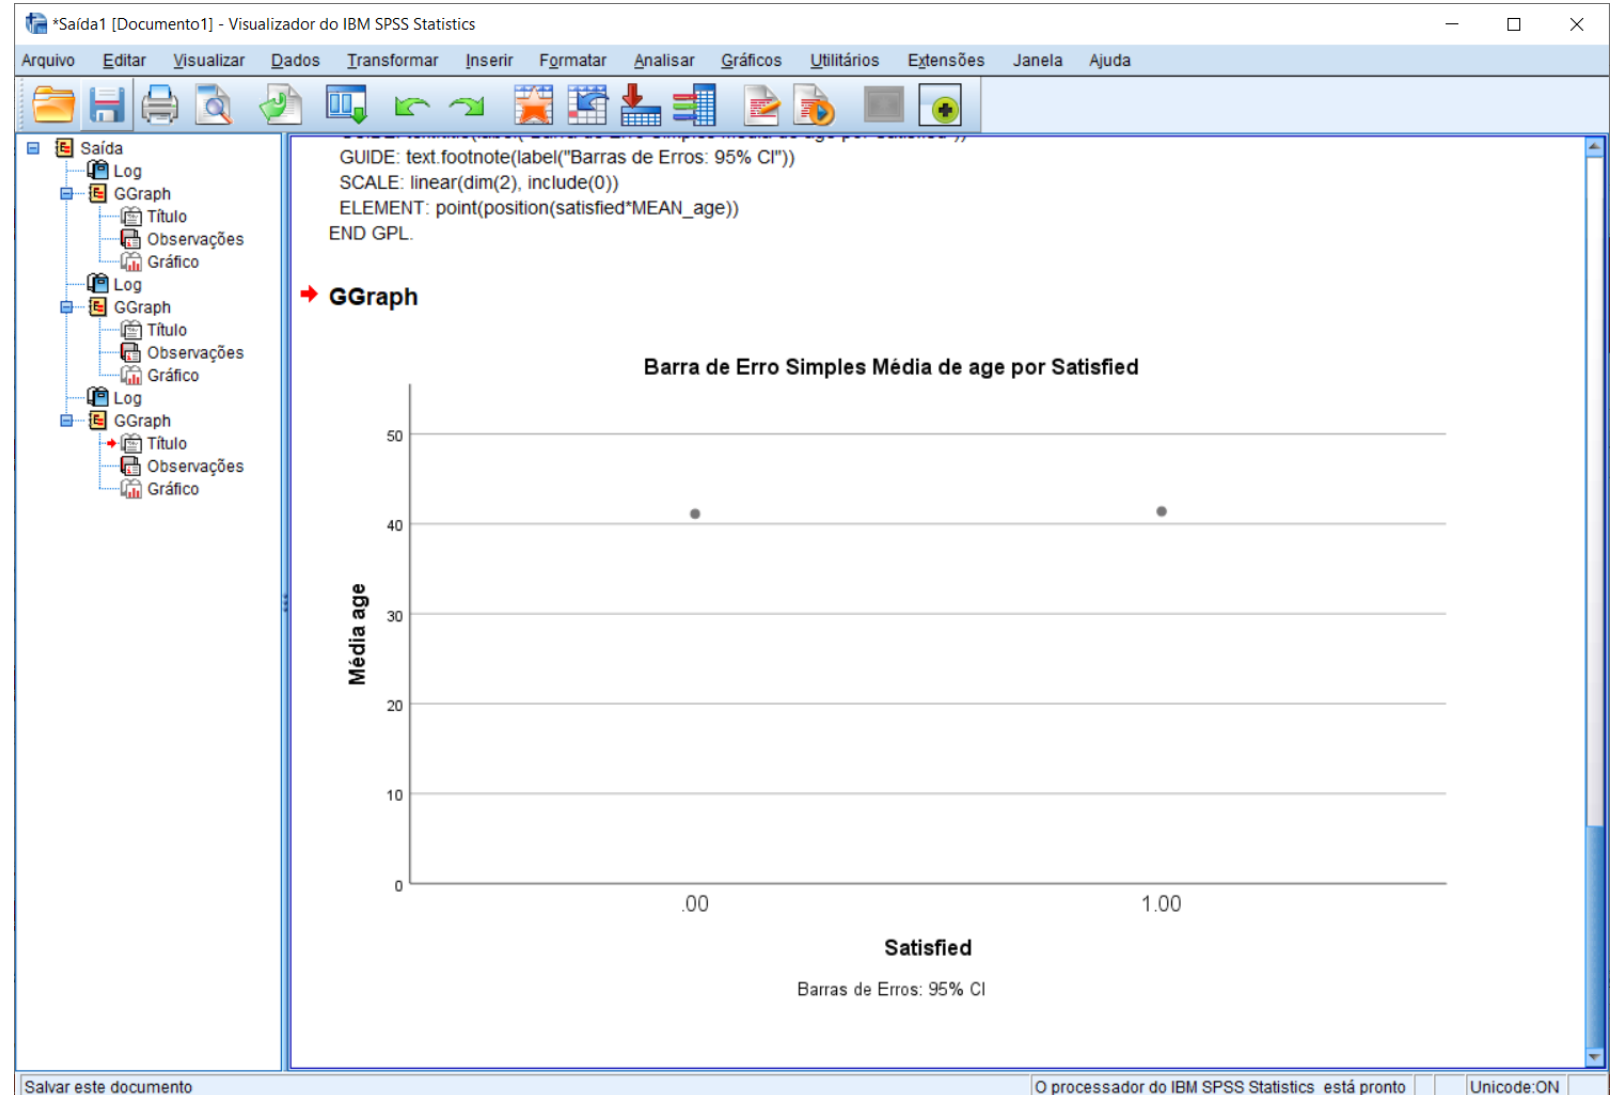 *Saída1 [Documento1] - Visualizador do IBM SPSS Statistics
Arquivo Editar Visualizar Dados Transformar Inserir Formatar Analisar Gráficos Utilitários Extensões Janela Ajuda
Saída
Log
GGraph
Título
Observações
Gráfico
Log
GGraph
Título
Observações
Gráfico
Log
GGraph
Título
Observações
Gráfico
GUIDE: text.footnote(label("Barras de Erros: 95% CI"))
SCALE: linear(dim(2), include(0))
ELEMENT: point(position(satisfied*MEAN_age))
END GPL.
GGraph
Barra de Erro Simples Média de age por Satisfied
Média age
50
40
30
20
10
0
.00 1.00
Satisfied
Barras de Erros: 95% CI
Salvar este documento
O processador do IBM SPSS Statistics está pronto
Unicode:ON